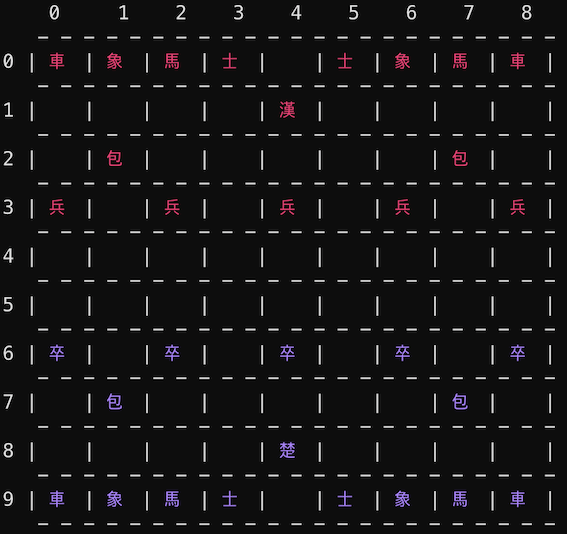 0 1 2 3 4 5 6 7 8
0 | 車 | 象 | 馬 | 士 | | 士 | 象 | 馬 | 車 |
1 | | | | | 漢 | | | | |
2 | | 包 | | | | | | 包 | |
3 | 兵 | | 兵 | | 兵 | | 兵 | | 兵 |
4 | | | | | | | | | |
5 | | | | | | | | | |
6 | 卒 | | 卒 | | 卒 | | 卒 | | 卒 |
7 | | 包 | | | | | | 包 | |
8 | | | | | 楚 | | | | |
9 | 車 | 象 | 馬 | 士 | | 士 | 象 | 馬 | 車 |